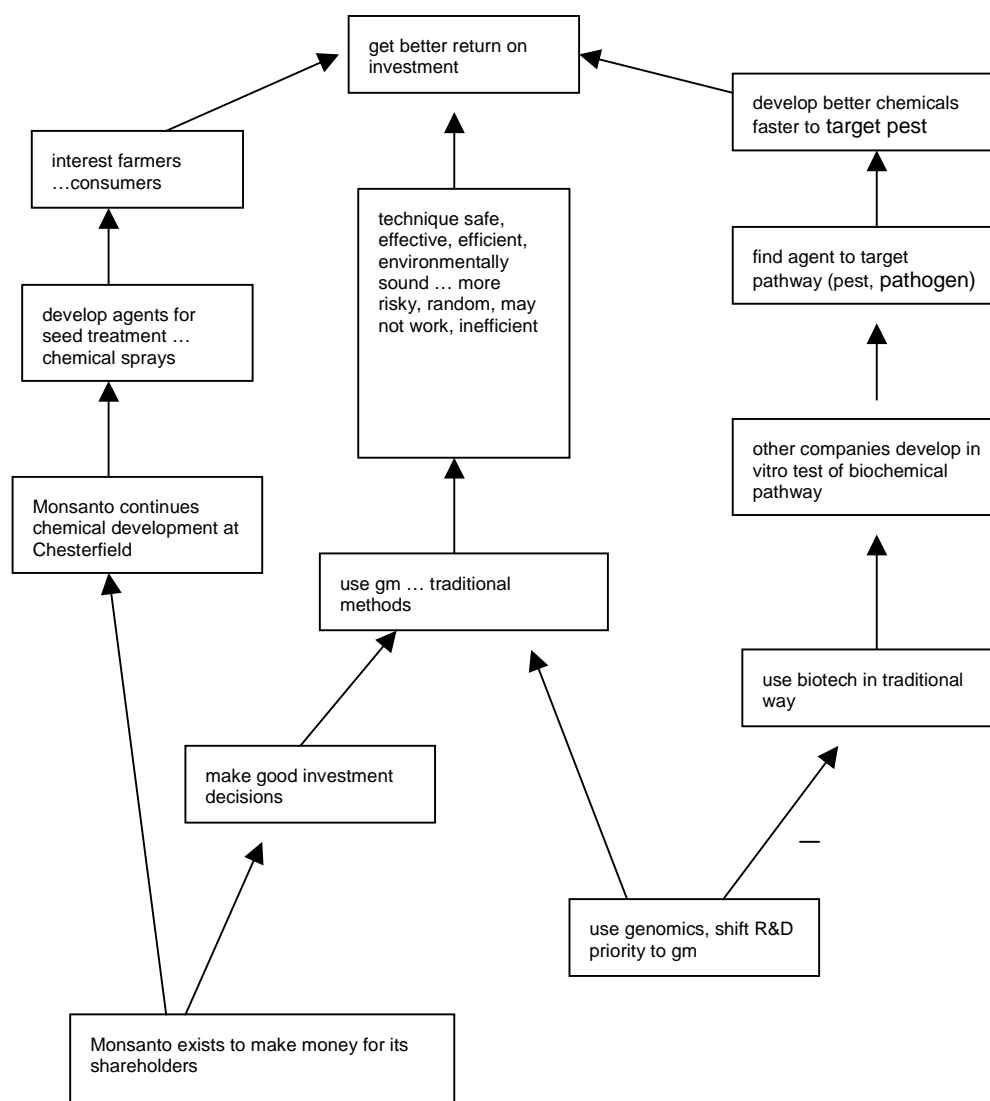 get better return on
investment
develop better chemicals
faster to target pest
interest farmers
…consumers
technique safe,
effective, efficient,
environmentally
sound … more
risky, random, may
not work, inefficient
find agent to target
pathway (pest, pathogen)
develop agents for
seed treatment …
chemical sprays
other companies develop in
vitro test of biochemical
pathway
Monsanto continues
chemical development at
Chesterfield
use gm … traditional
methods
use biotech in traditional
way
make good investment
decisions
—
use genomics, shift R&D
priority to gm
Monsanto exists to make money for its
shareholders